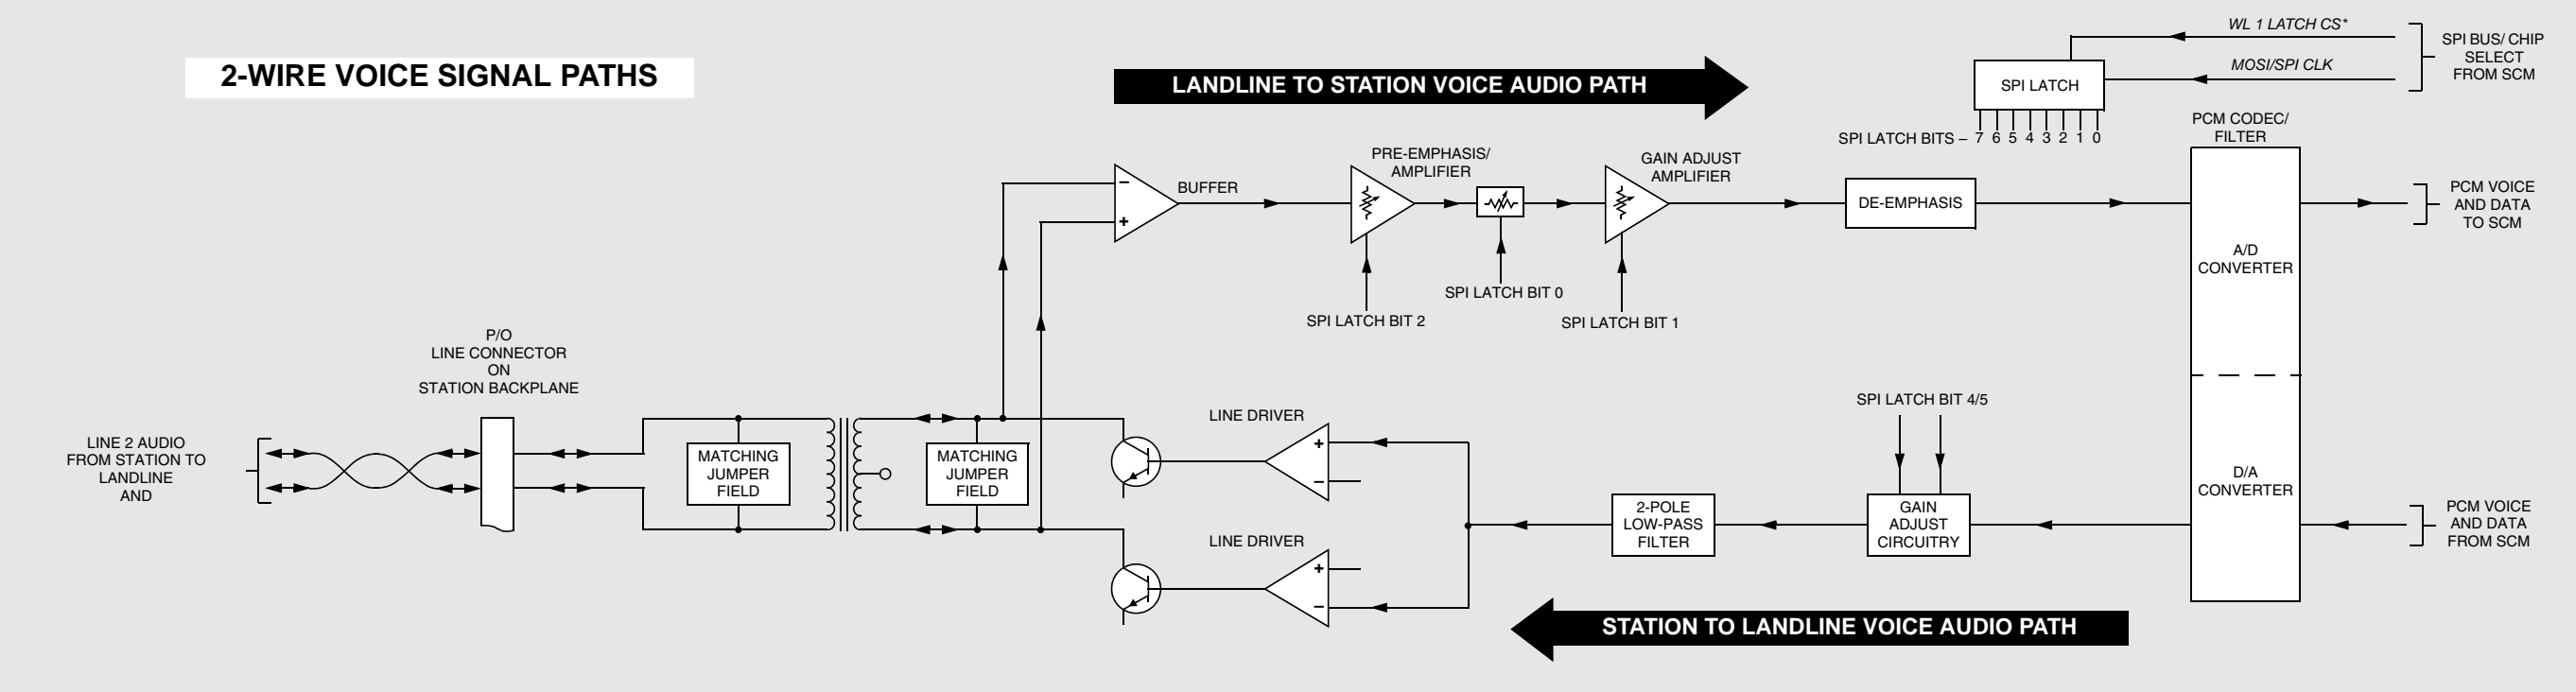 2-WIRE VOICE SIGNAL PATHS
LANDLINE TO STATION VOICE AUDIO PATH
WL 1 LATCH CS*
MOSI/SPI CLK
SPI BUS/ CHIP
SELECT
FROM SCM
SPI LATCH
SPI LATCH BITS – 7 6 5 4 3 2 1 0
PCM CODEC/
FILTER
BUFFER
−
+
PRE-EMPHASIS/
AMPLIFIER
GAIN ADJUST
AMPLIFIER
DE-EMPHASIS
A/D
CONVERTER
PCM VOICE
AND DATA
TO SCM
SPI LATCH BIT 2
SPI LATCH BIT 0
SPI LATCH BIT 1
P/O
LINE CONNECTOR
ON
STATION BACKPLANE
LINE 2 AUDIO
FROM STATION TO
LANDLINE
AND
MATCHING
JUMPER
FIELD
MATCHING
JUMPER
FIELD
LINE DRIVER
+
−
LINE DRIVER
+
−
2-POLE
LOW-PASS
FILTER
SPI LATCH BIT 4/5
GAIN
ADJUST
CIRCUITRY
D/A
CONVERTER
PCM VOICE
AND DATA
FROM SCM
STATION TO LANDLINE VOICE AUDIO PATH